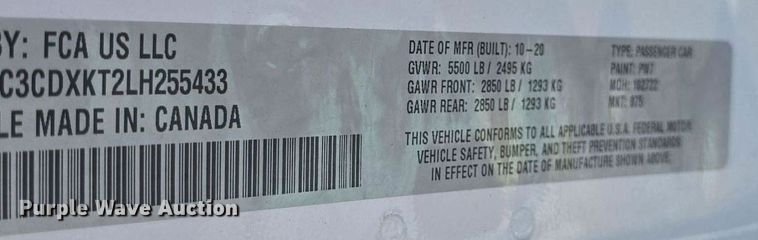 BY: FCA US LLC
C3CDXKT2LH255433
LE MADE IN: CANADA
DATE OF MFR (BUILT): 10-20
GVWR: 5500 LB / 2495 KG
GAWR FRONT: 2850 LB / 1293 KG
GAWR REAR: 2850 LB / 1293 KG
TYPE: PASSENGER CAR
PAINT: PW7
MDH: 102722
MKT: 875
THIS VEHICLE CONFORMS TO ALL APPLICABLE U.S.A. FEDERAL MOTOR
VEHICLE SAFETY, BUMPER, AND THEFT PREVENTION STANDARDS
IN EFFECT ON THE DATE OF MANUFACTURE SHOWN ABOVE.
Purple Wave Auction